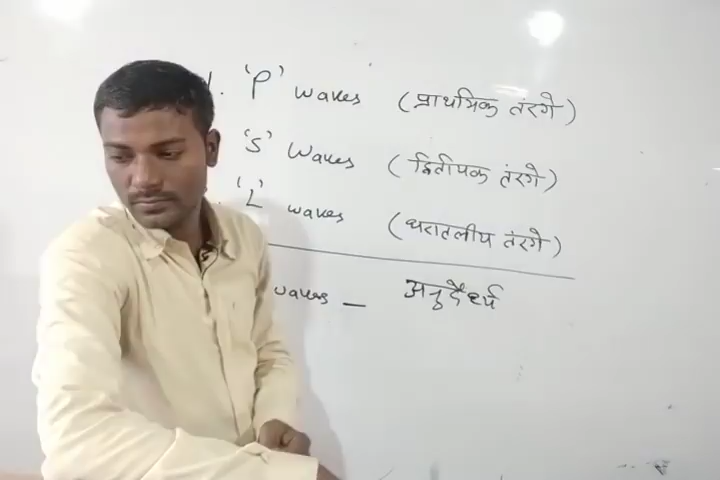 1. 'P' waves (प्राथमिक तरंगे)
'S' Waves (द्वितीयक तरंगे)
'L' waves (धरातलीय तरंगे)
waves — अनुदैर्ध्य